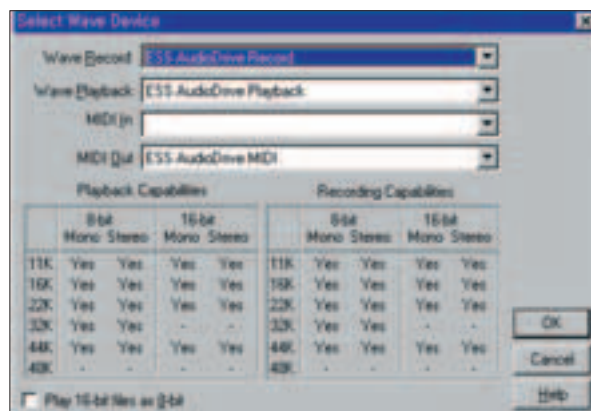 Select Wave Device
Wave Record ESS AudioDrive Record
Wave Playback ESS AudioDrive Playback
MIDI In
MIDI Out ESS AudioDrive MIDI
Playback Capabilities Recording Capabilities
8-bit 16-bit 8-bit 16-bit
Mono Stereo Mono Stereo Mono Stereo Mono Stereo
11K Yes Yes Yes Yes 11K Yes Yes Yes Yes
16K Yes Yes Yes Yes 16K Yes Yes Yes Yes
22K Yes Yes Yes Yes 22K Yes Yes Yes Yes
32K Yes Yes - - 32K Yes Yes - -
44K Yes Yes Yes Yes 44K Yes Yes Yes Yes
48K - - - - 48K - - - -
OK
Cancel
Help
Play 16-bit files as 8-bit